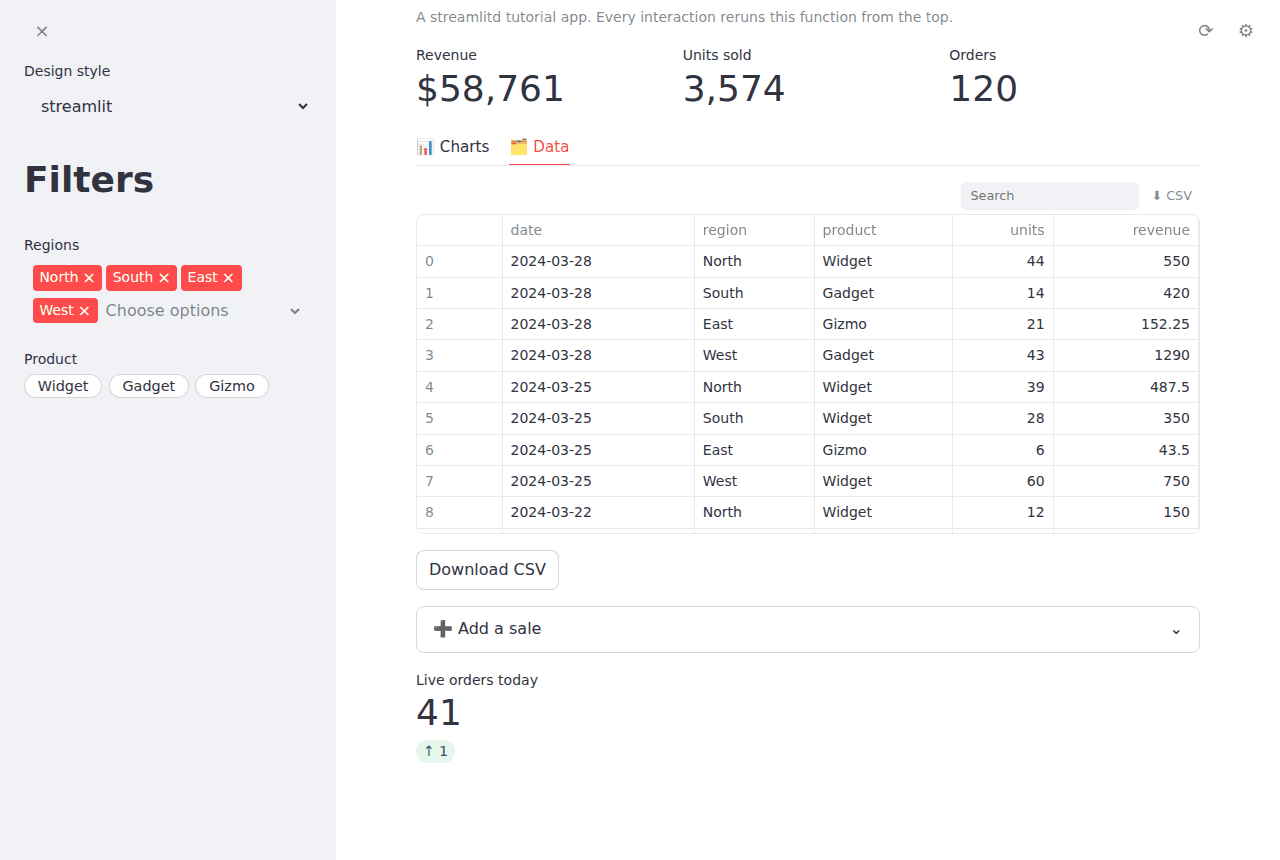 ×
Design style
streamlit
Filters
Regions
North × South × East ×
West × Choose options
Product
Widget Gadget Gizmo
A streamlitd tutorial app. Every interaction reruns this function from the top.
Revenue Units sold Orders
$58,761 3,574 120
📊 Charts 🗂️ Data
Search ⬇ CSV
date region product units revenue
0 2024-03-28 North Widget 44 550
1 2024-03-28 South Gadget 14 420
2 2024-03-28 East Gizmo 21 152.25
3 2024-03-28 West Gadget 43 1290
4 2024-03-25 North Widget 39 487.5
5 2024-03-25 South Widget 28 350
6 2024-03-25 East Gizmo 6 43.5
7 2024-03-25 West Widget 60 750
8 2024-03-22 North Widget 12 150
Download CSV
➕ Add a sale
Live orders today
41
↑ 1